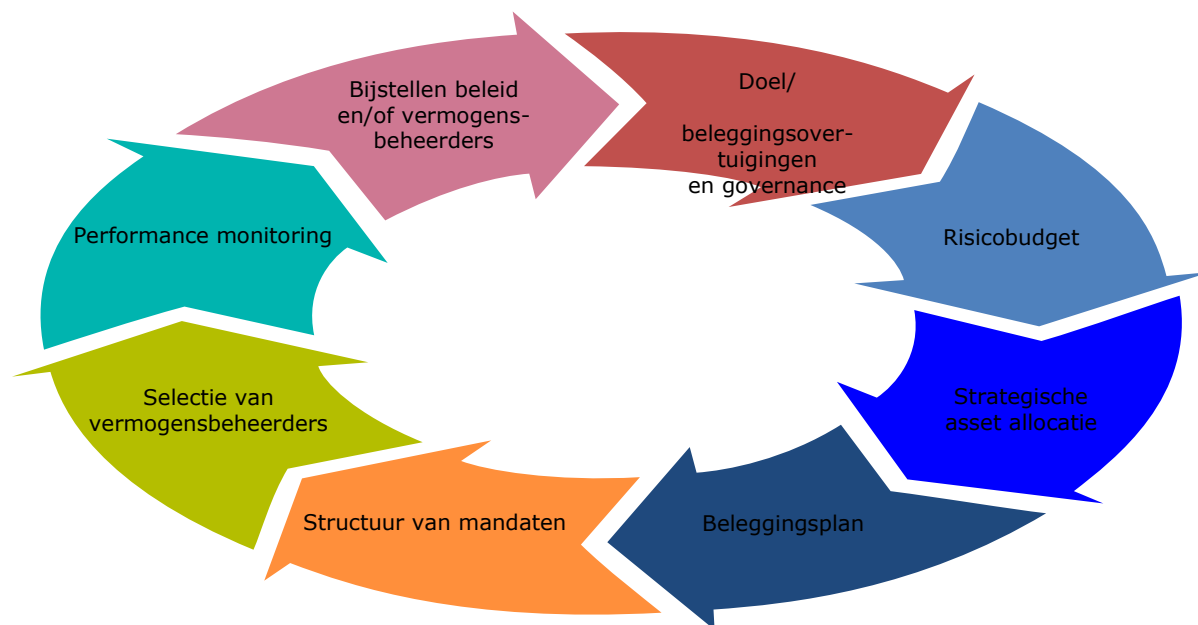 Doel/
beleggingsover-
tuigingen
en governance
Risicobudget
Strategische
asset allocatie
Beleggingsplan
Structuur van mandaten
Selectie van
vermogensbeheerders
Performance monitoring
Bijstellen beleid
en/of vermogens-
beheerders